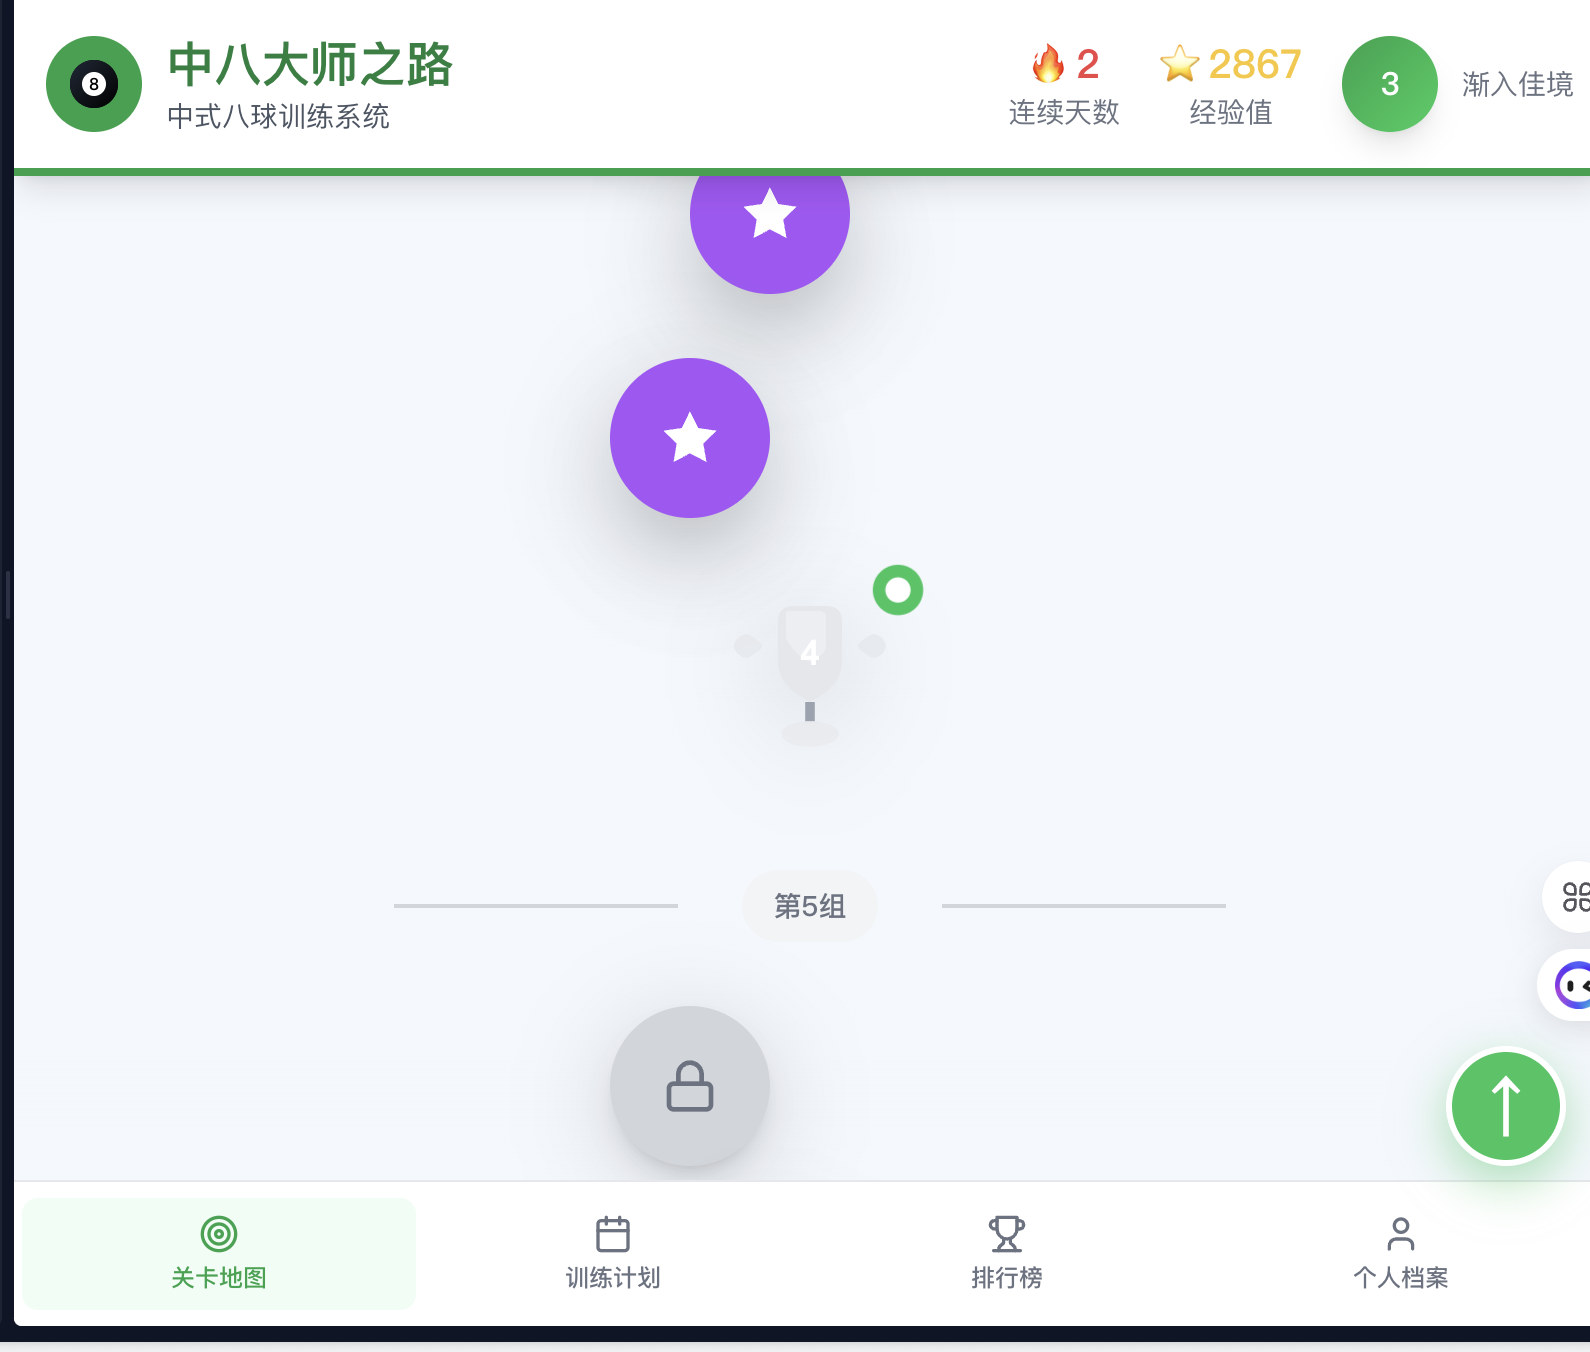 8
中八大师之路
中式八球训练系统
2
连续天数
2867
经验值
3
渐入佳境
4
第5组
关卡地图
训练计划
排行榜
个人档案